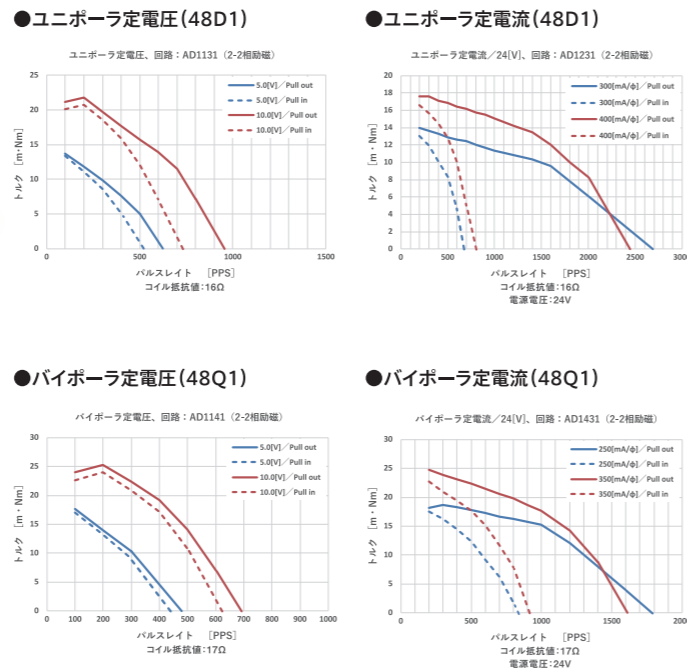 ●ユニポーラ定電圧(48D1)
ユニポーラ定電圧、回路：AD1131（2-2相励磁）
トルク ［m・Nm］
25
20
15
10
5
0
0
500
1000
1500
5.0[V]／Pull out
5.0[V]／Pull in
10.0[V]／Pull out
10.0[V]／Pull in
パルスレイト ［PPS］
コイル抵抗値：16Ω
●ユニポーラ定電流(48D1)
ユニポーラ定電流／24[V]、回路：AD1231（2-2相励磁）
トルク ［m・Nm］
20
18
16
14
12
10
8
6
4
2
0
0
500
1000
1500
2000
2500
3000
300[mA/ф]／Pull out
300[mA/ф]／Pull in
400[mA/ф]／Pull out
400[mA/ф]／Pull in
パルスレイト ［PPS］
コイル抵抗値：16Ω
電源電圧：24V
●バイポーラ定電圧(48Q1)
バイポーラ定電圧、回路：AD1141（2-2相励磁）
トルク ［m・Nm］
30
25
20
15
10
5
0
0
100
200
300
400
500
600
700
800
900
1000
5.0[V]／Pull out
5.0[V]／Pull in
10.0[V]／Pull out
10.0[V]／Pull in
パルスレイト ［PPS］
コイル抵抗値：17Ω
●バイポーラ定電流(48Q1)
バイポーラ定電流／24[V]、回路：AD1431（2-2相励磁）
トルク ［m・Nm］
30
25
20
15
10
5
0
0
500
1000
1500
200
250[mA/ф]／Pull out
250[mA/ф]／Pull in
350[mA/ф]／Pull out
350[mA/ф]／Pull in
パルスレイト ［PPS］
コイル抵抗値：17Ω
電源電圧：24V